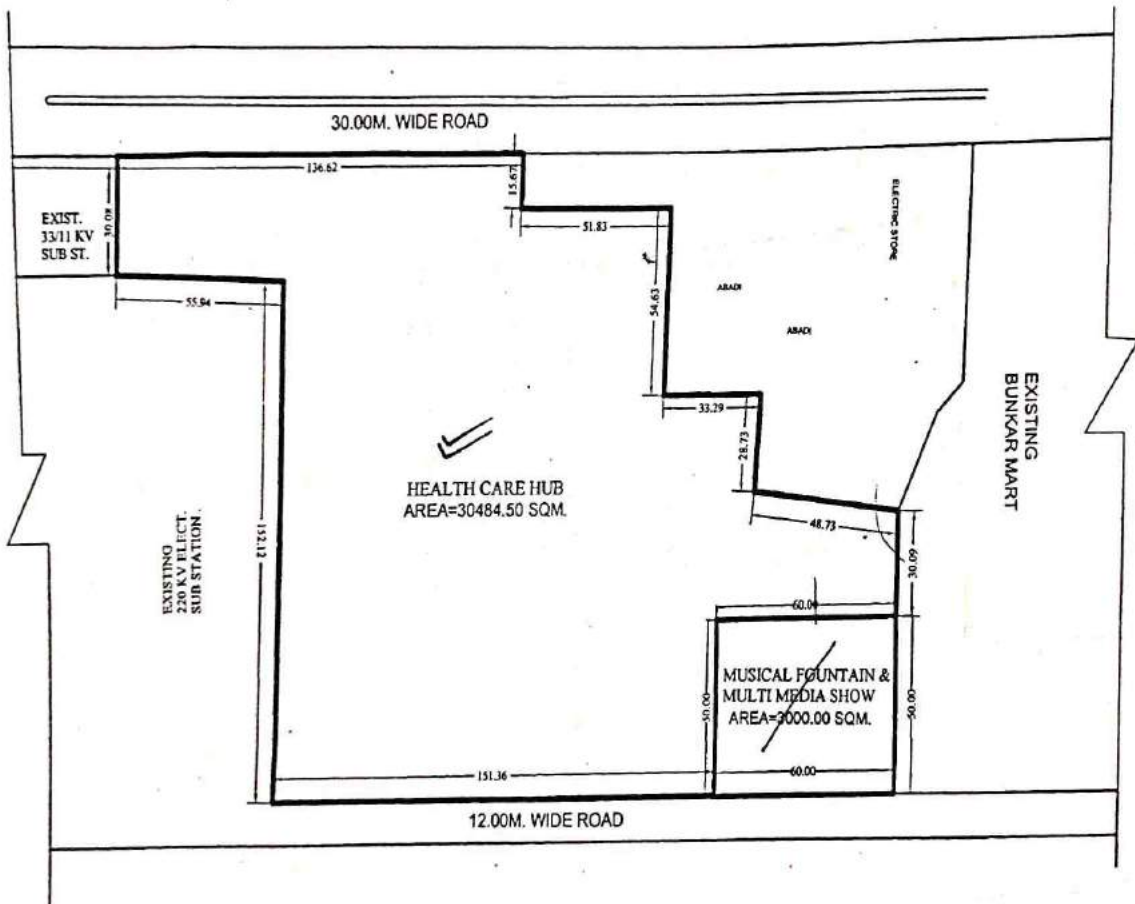 30.00M. WIDE ROAD
136.62
15.67
EXIST.
33/11 KV
SUB ST.
30.08
51.83
ELECTRIC STORE
55.94
54.63
ABADI
ABADI
33.29
28.73
EXISTING
BUNKAR MART
HEALTH CARE HUB
AREA=30484.50 SQM.
48.73
30.09
152.12
EXISTING
220 KV ELECT.
SUB STATION.
60.00
MUSICAL FOUNTAIN &
MULTI MEDIA SHOW
AREA=3000.00 SQM.
50.00
50.00
151.36
60.00
12.00M. WIDE ROAD